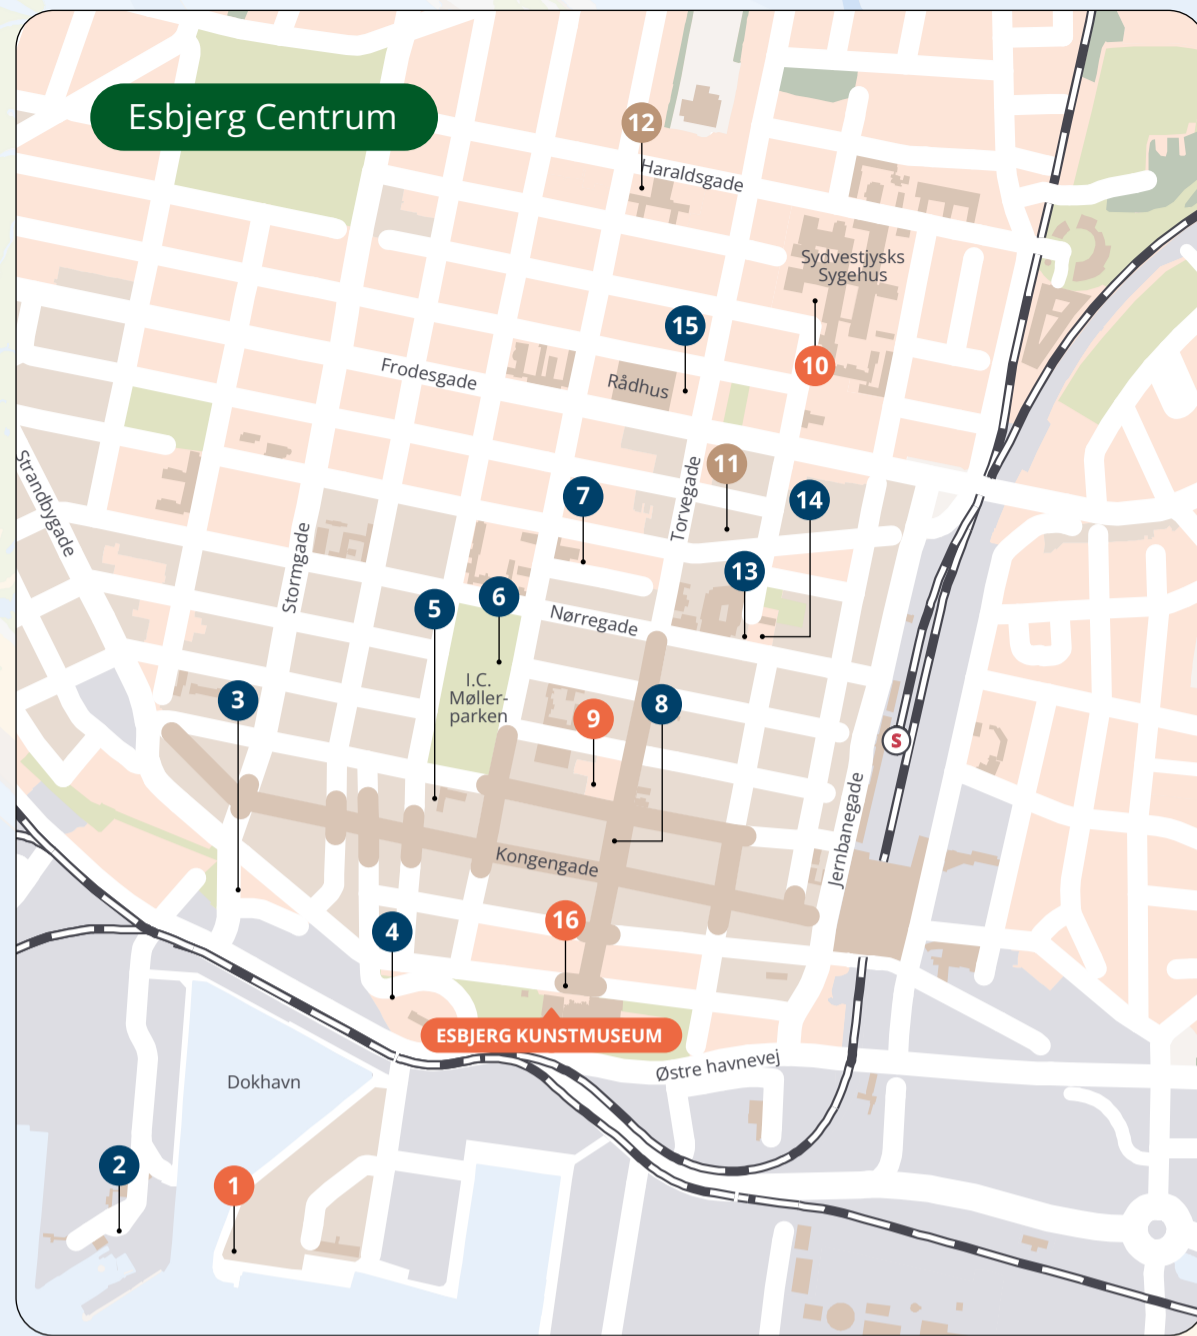 Esbjerg Centrum
12
Haraldsgade
Sydvestjysks
Sygehus
15
10
Frodesgade
Rådhus
Strandbygade
11
Torvegade
7
14
Stormgade
13
6
5
Nørregade
I.C.
Møller-
parken
3
8
9
S
Jernbanegade
Kongengade
16
4
ESBJERG KUNSTMUSEUM
Østre havnevej
Dokhavn
2
1